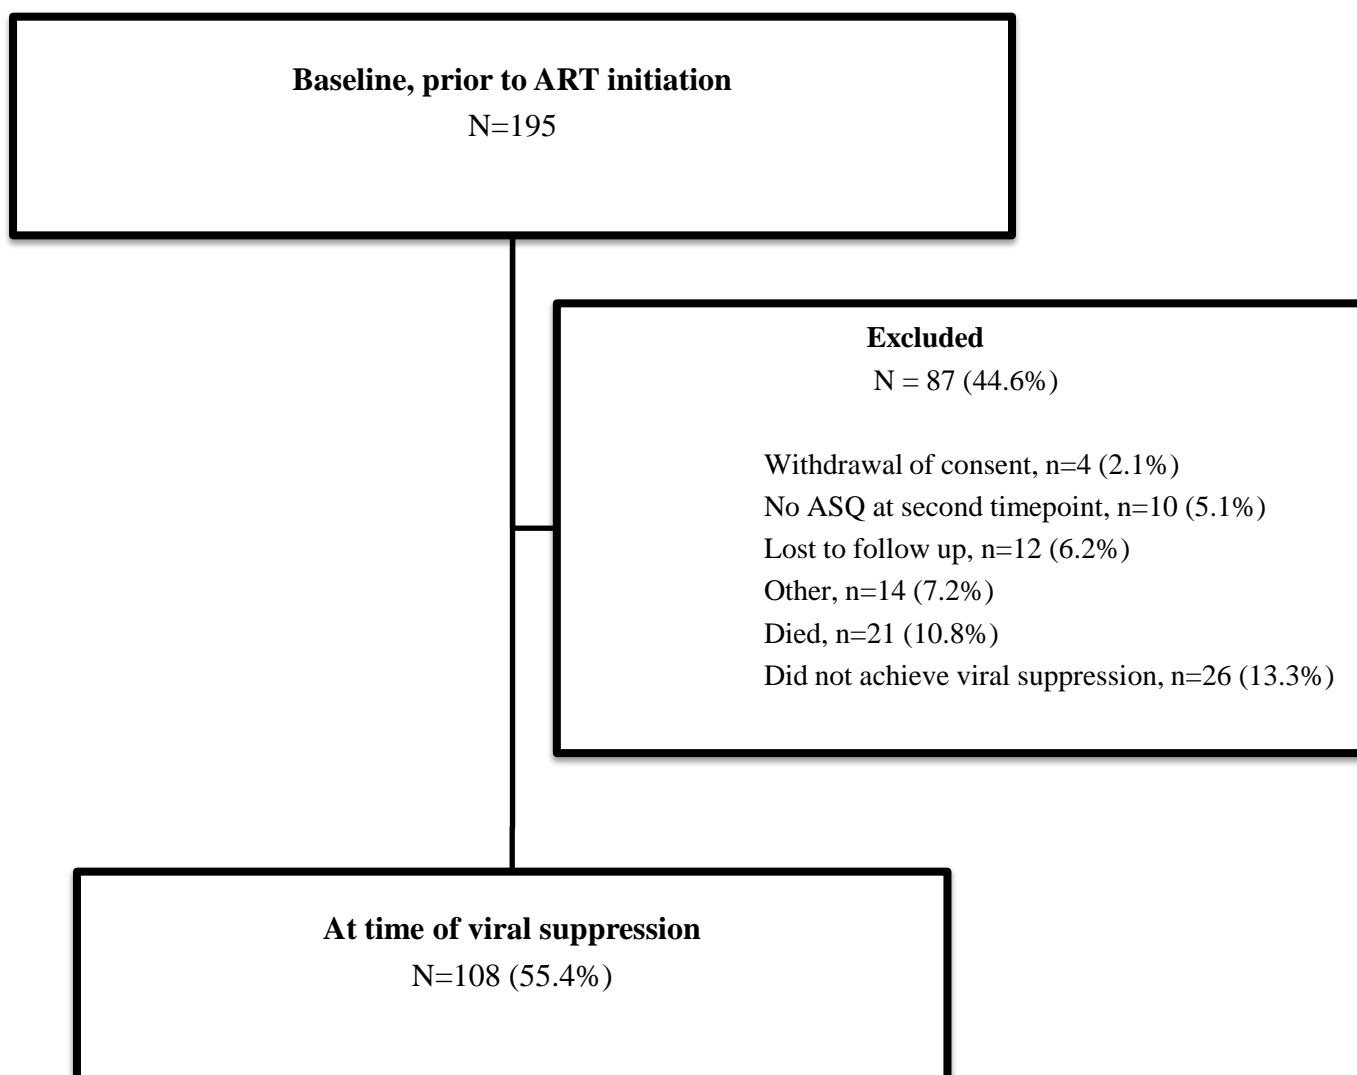 Baseline, prior to ART initiation
N=195
Excluded
N = 87 (44.6%)
Withdrawal of consent, n=4 (2.1%)
No ASQ at second timepoint, n=10 (5.1%)
Lost to follow up, n=12 (6.2%)
Other, n=14 (7.2%)
Died, n=21 (10.8%)
Did not achieve viral suppression, n=26 (13.3%)
At time of viral suppression
N=108 (55.4%)